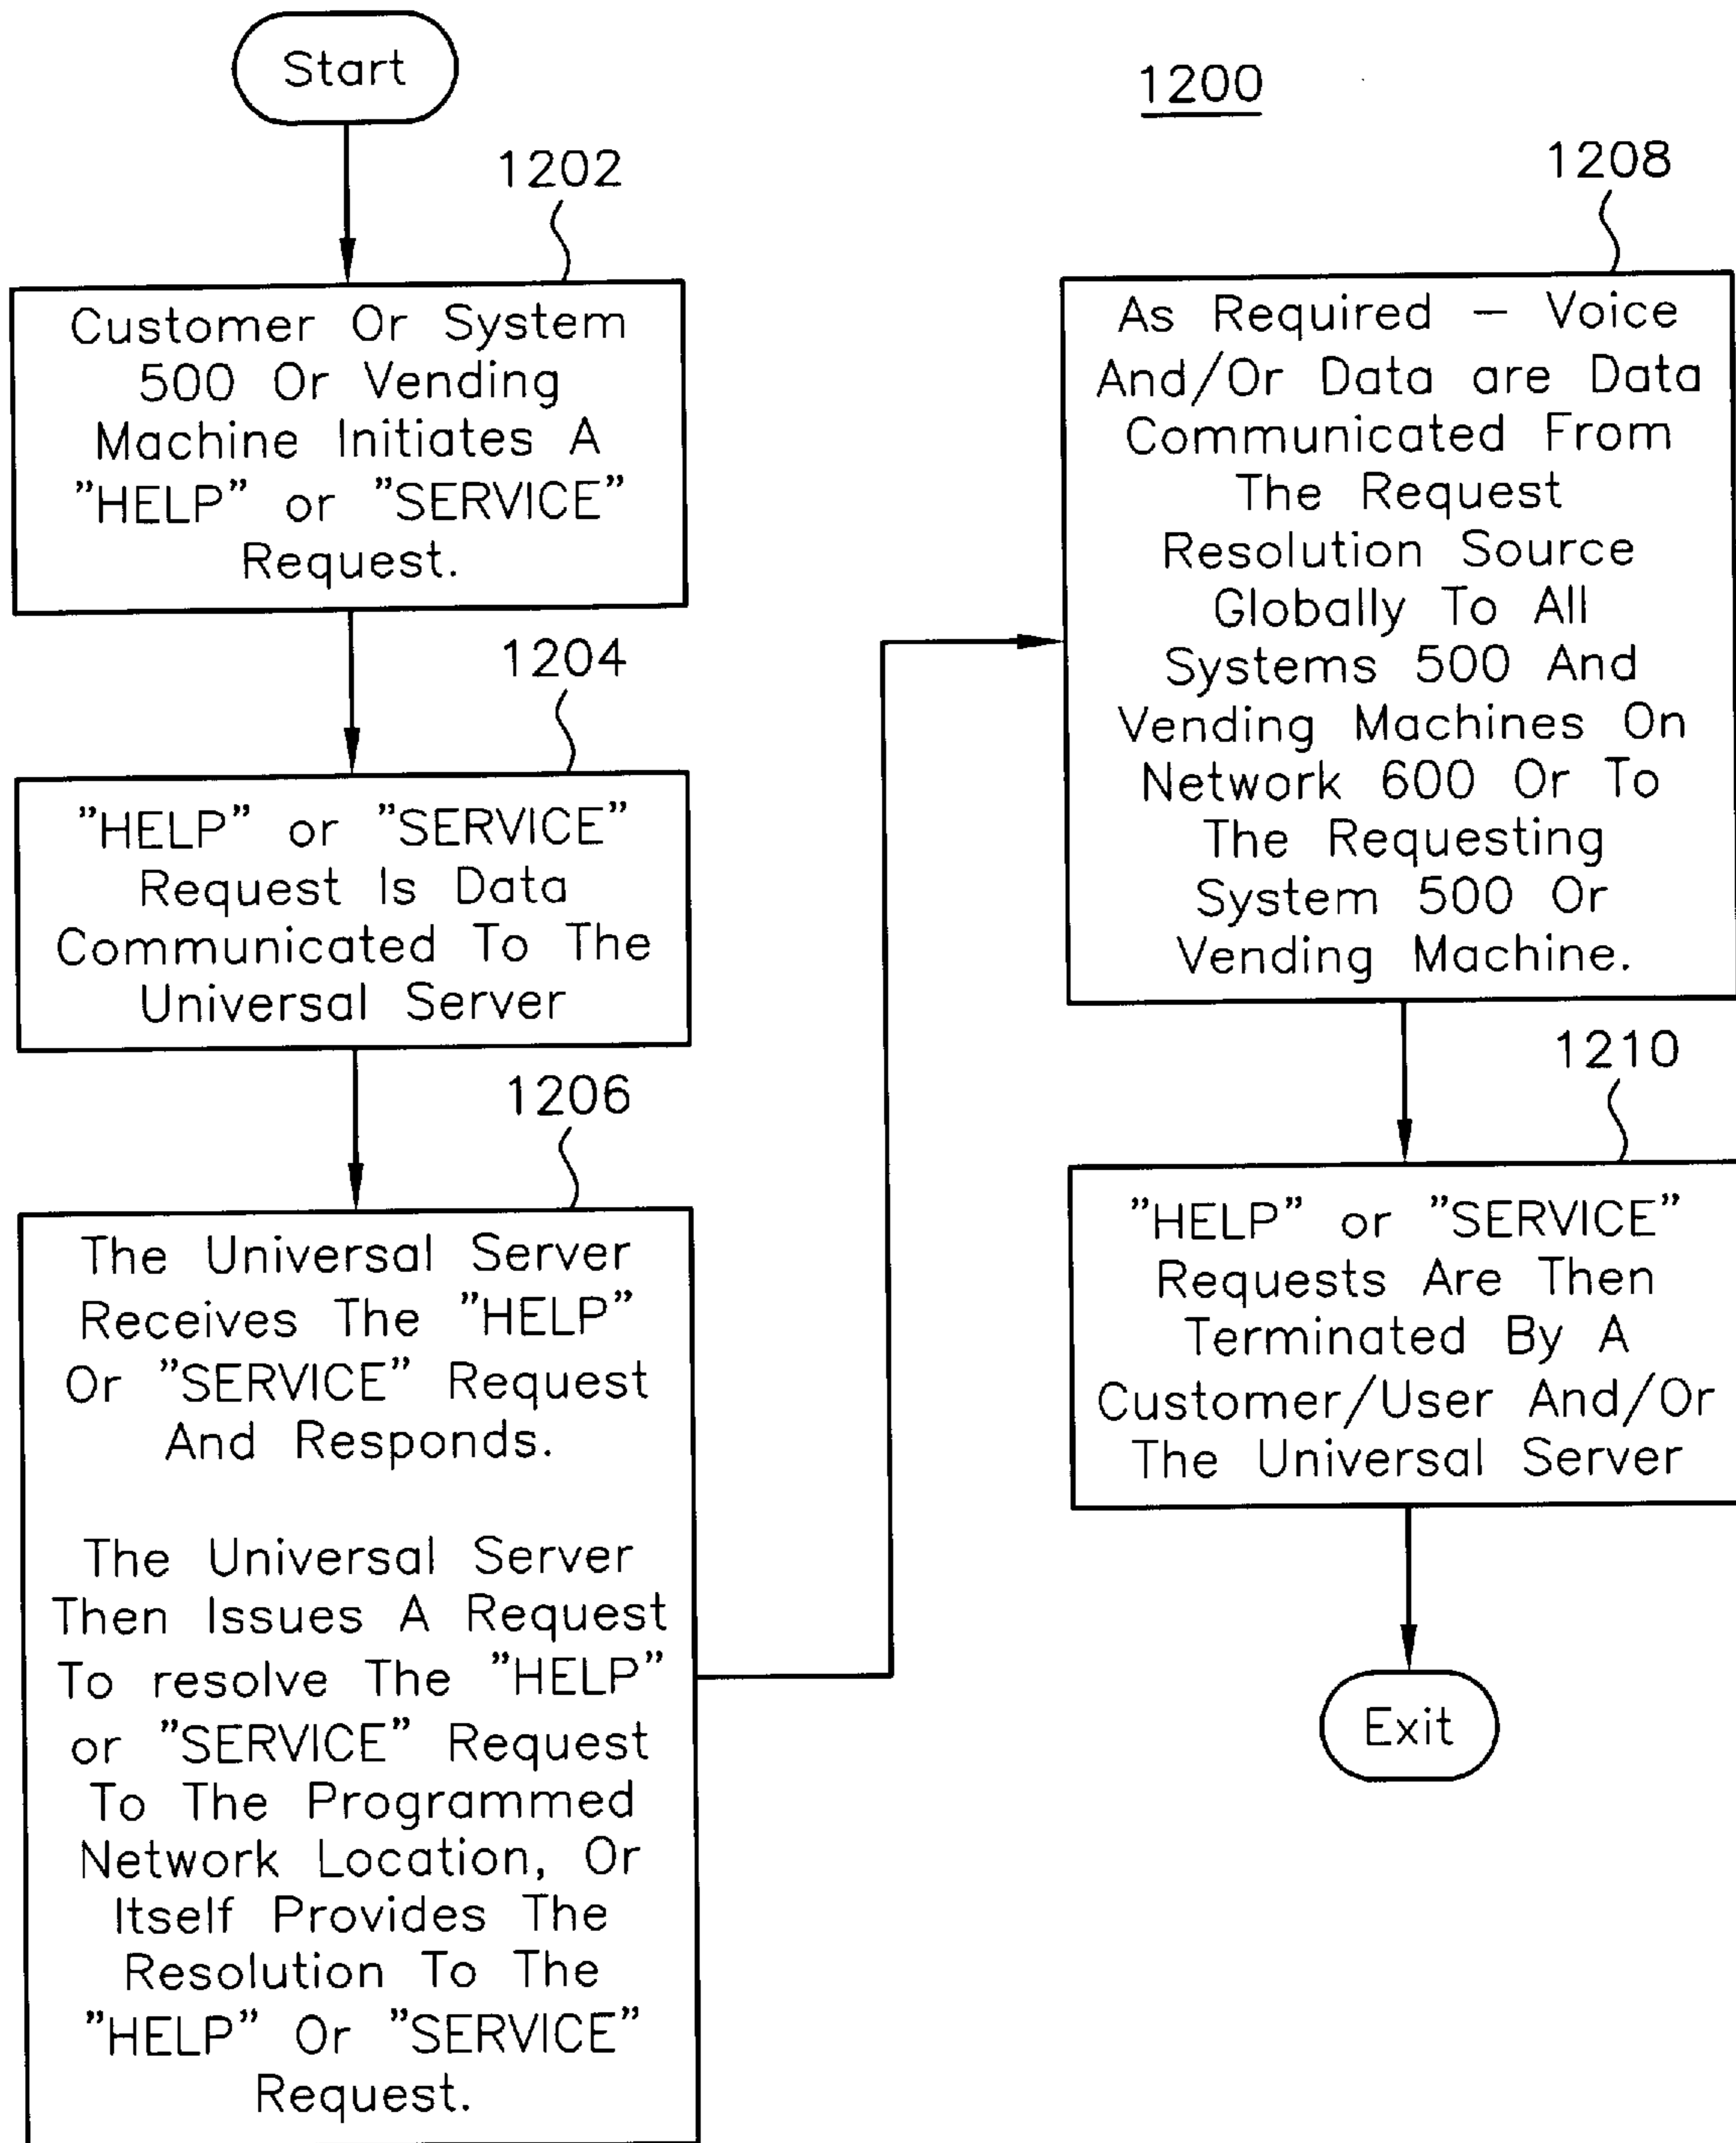 Start
1200
1202
Customer Or System
500 Or Vending
Machine Initiates A
"HELP" or "SERVICE"
Request.
1204
"HELP" or "SERVICE"
Request Is Data
Communicated To The
Universal Server
1206
The Universal Server
Receives The "HELP"
Or "SERVICE" Request
And Responds.
The Universal Server
Then Issues A Request
To resolve The "HELP"
or "SERVICE" Request
To The Programmed
Network Location, Or
Itself Provides The
Resolution To The
"HELP" Or "SERVICE"
Request.
1208
As Required – Voice
And/Or Data are Data
Communicated From
The Request
Resolution Source
Globally To All
Systems 500 And
Vending Machines On
Network 600 Or To
The Requesting
System 500 Or
Vending Machine.
1210
"HELP" or "SERVICE"
Requests Are Then
Terminated By A
Customer/User And/Or
The Universal Server
Exit